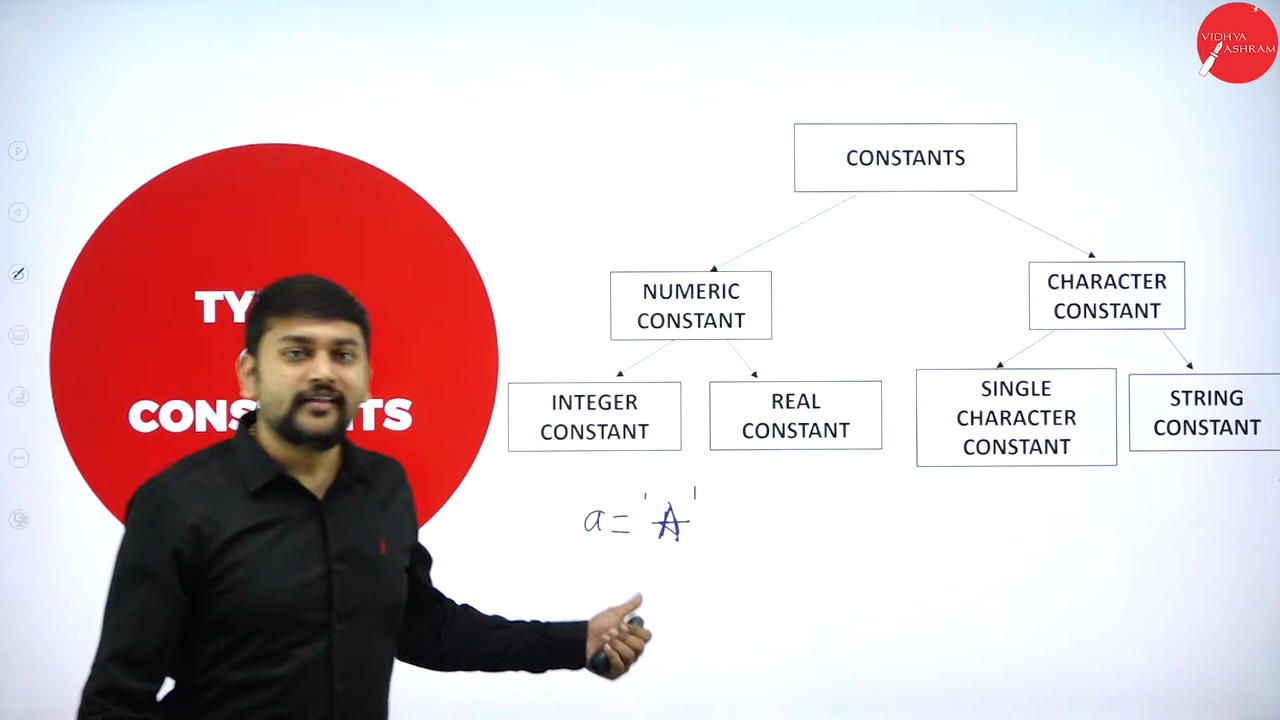 VIDHYA
ASHRAM
CONSTANTS
NUMERIC
CONSTANT
CHARACTER
CONSTANT
INTEGER
CONSTANT
REAL
CONSTANT
SINGLE
CHARACTER
CONSTANT
STRING
CONSTANT
a = 'A'